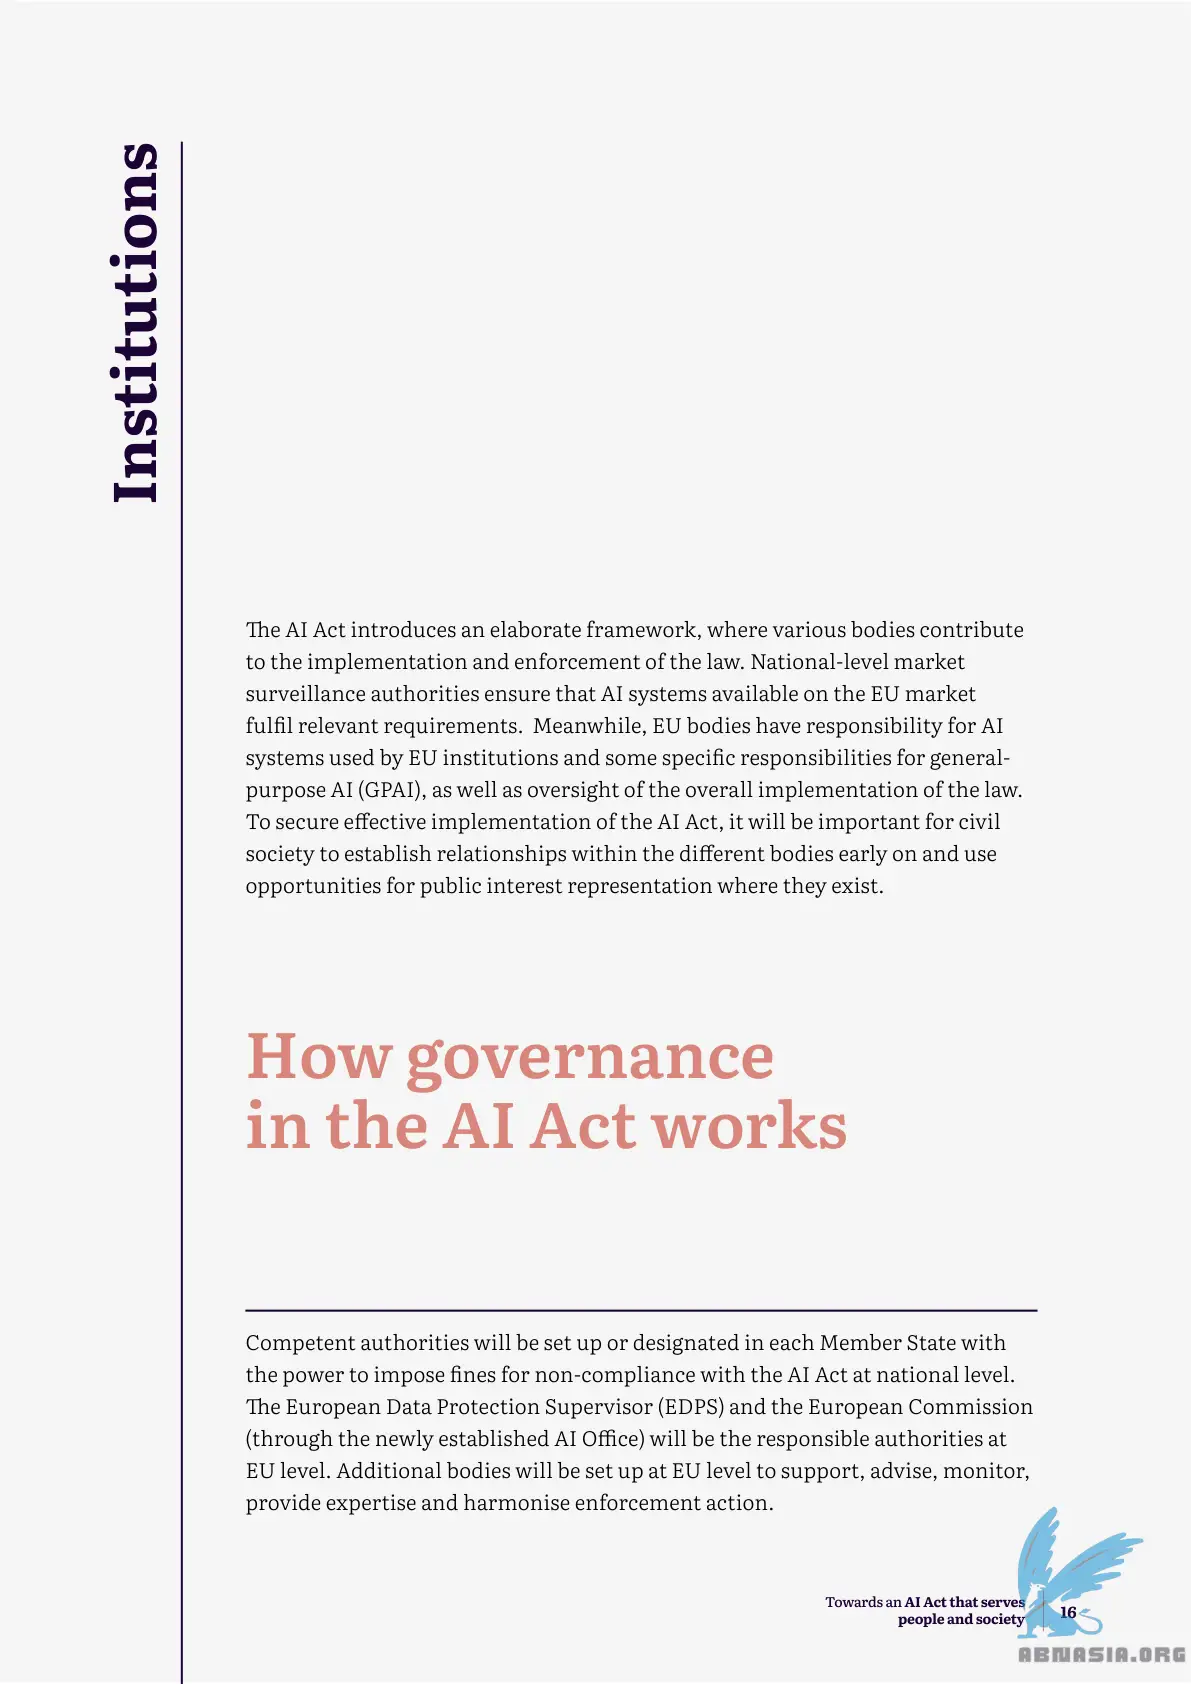 Institutions
The AI Act introduces an elaborate framework, where various bodies contribute
to the implementation and enforcement of the law. National-level market
surveillance authorities ensure that AI systems available on the EU market
fulfil relevant requirements.  Meanwhile, EU bodies have responsibility for AI
systems used by EU institutions and some specific responsibilities for general-
purpose AI (GPAI), as well as oversight of the overall implementation of the law.
To secure effective implementation of the AI Act, it will be important for civil
society to establish relationships within the different bodies early on and use
opportunities for public interest representation where they exist.
How governance
in the AI Act works
Competent authorities will be set up or designated in each Member State with
the power to impose fines for non-compliance with the AI Act at national level.
The European Data Protection Supervisor (EDPS) and the European Commission
(through the newly established AI Office) will be the responsible authorities at
EU level. Additional bodies will be set up at EU level to support, advise, monitor,
provide expertise and harmonise enforcement action.
Towards an AI Act that serves
people and society
16
ABNASIA.ORG